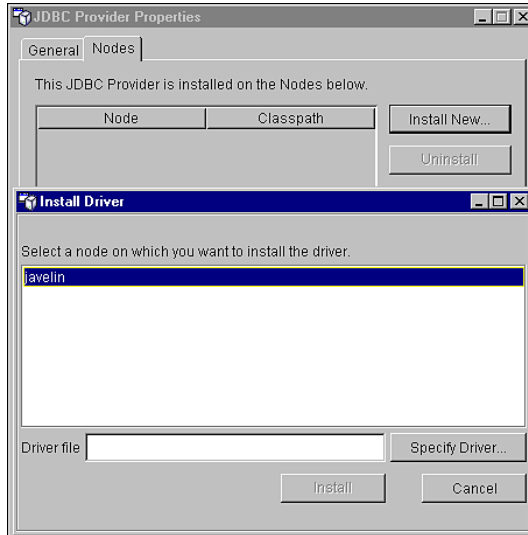 JDBC Provider Properties
General Nodes
This JDBC Provider is installed on the Nodes below.
Node Classpath Install New...
Uninstall
Install Driver
Select a node on which you want to install the driver.
javelin
Driver file Specify Driver...
Install Cancel